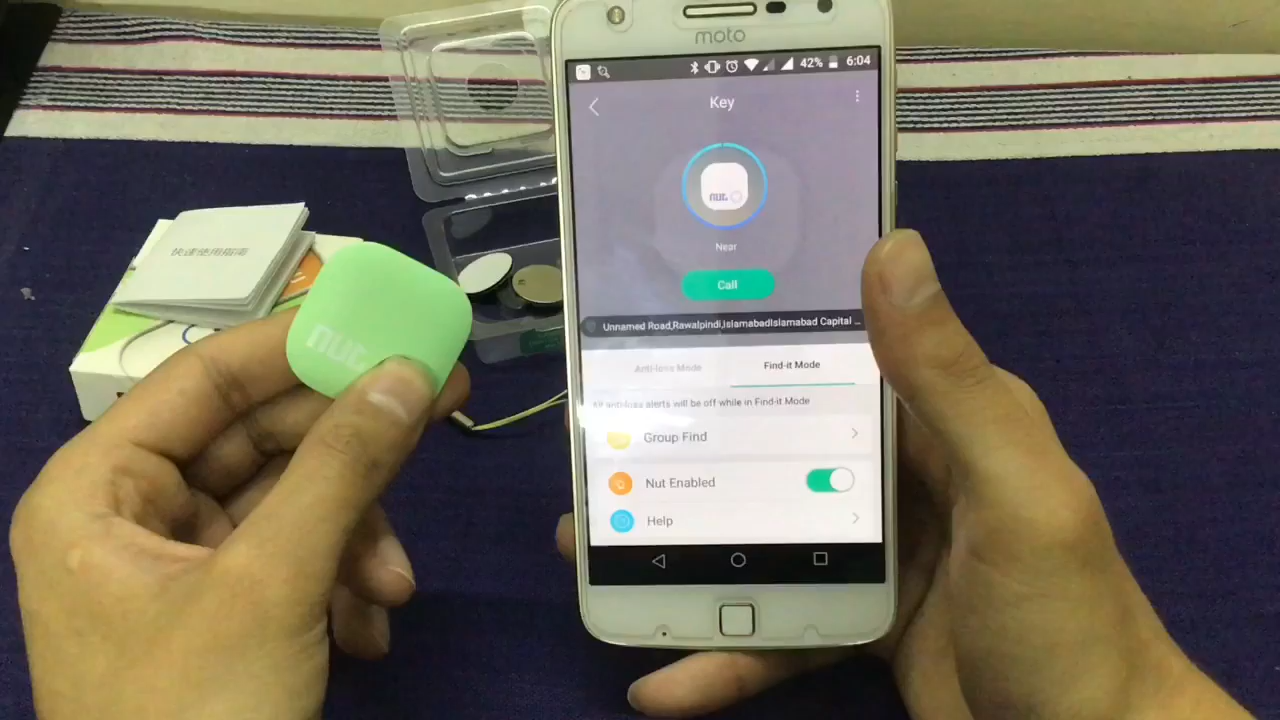 moto
42% 6:04
Key
nut
Near
Call
Unnamed Road,Rawalpindi,IslamabadIslamabad Capital ...
Anti-loss Mode
Find-it Mode
All anti-loss alerts will be off while in Find-it Mode
Group Find
Nut Enabled
Help
快速使用指南
nut